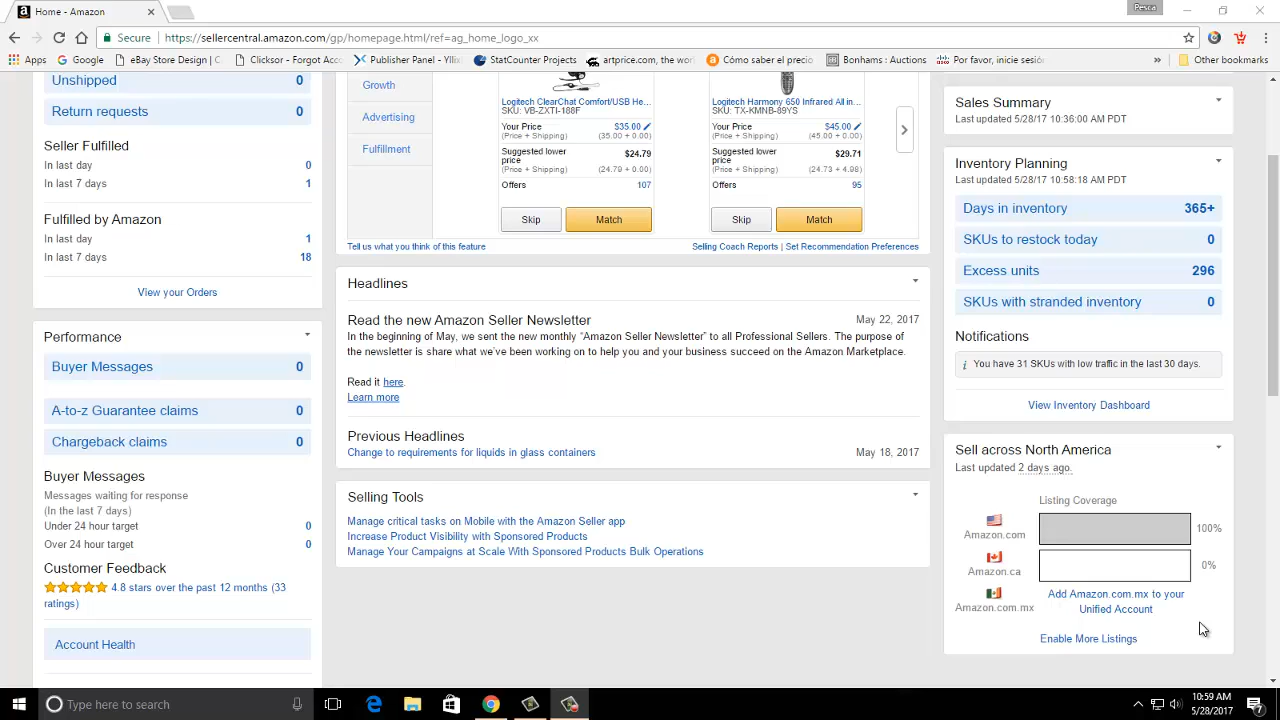 Home - Amazon
Pesca
Secure
https://sellercentral.amazon.com/gp/homepage.html/ref=ag_home_logo_xx
Apps
Google
eBay Store Design | C
Clicksor - Forgot Acco
Publisher Panel - Yllix
StatCounter Projects
artprice.com, the wor
Cómo saber el precio
Bonhams : Auctions
Por favor, inicie sesió
»
Other bookmarks
Unshipped 0
Return requests 0
Seller Fulfilled
In last day 0
In last 7 days 1
Fulfilled by Amazon
In last day 1
In last 7 days 18
View your Orders
Performance
Buyer Messages 0
A-to-z Guarantee claims 0
Chargeback claims 0
Buyer Messages
Messages waiting for response
(In the last 7 days)
Under 24 hour target 0
Over 24 hour target 0
Customer Feedback
4.8 stars over the past 12 months (33
ratings)
Account Health
Growth
Advertising
Fulfillment
Logitech ClearChat Comfort/USB He...
SKU: VB-ZXTI-188F
Your Price $35.00
(Price + Shipping) (35.00 + 0.00)
Suggested lower
price $24.79
(Price + Shipping) (24.79 + 0.00)
Offers 107
Skip
Match
Logitech Harmony 650 Infrared All in...
SKU: TX-KMNB-89YS
Your Price $45.00
(Price + Shipping) (45.00 + 0.00)
Suggested lower
price $29.71
(Price + Shipping) (24.73 + 4.98)
Offers 95
Skip
Match
Tell us what you think of this feature
Selling Coach Reports | Set Recommendation Preferences
Headlines
Read the new Amazon Seller Newsletter May 22, 2017
In the beginning of May, we sent the new monthly “Amazon Seller Newsletter” to all Professional Sellers. The purpose of
the newsletter is share what we’ve been working on to help you and your business succeed on the Amazon Marketplace.
Read it here.
Learn more
Previous Headlines
Change to requirements for liquids in glass containers May 18, 2017
Selling Tools
Manage critical tasks on Mobile with the Amazon Seller app
Increase Product Visibility with Sponsored Products
Manage Your Campaigns at Scale With Sponsored Products Bulk Operations
Sales Summary
Last updated 5/28/17 10:36:00 AM PDT
Inventory Planning
Last updated 5/28/17 10:58:18 AM PDT
Days in inventory 365+
SKUs to restock today 0
Excess units 296
SKUs with stranded inventory 0
Notifications
You have 31 SKUs with low traffic in the last 30 days.
View Inventory Dashboard
Sell across North America
Last updated 2 days ago.
Listing Coverage
Amazon.com 100%
Amazon.ca 0%
Amazon.com.mx
Add Amazon.com.mx to your
Unified Account
Enable More Listings
Type here to search
10:59 AM
5/28/2017
7